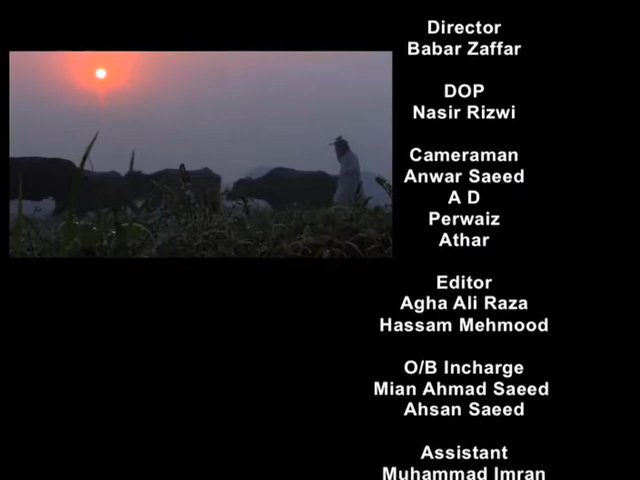 Director
Babar Zaffar
DOP
Nasir Rizwi
Cameraman
Anwar Saeed
A D
Perwaiz
Athar
Editor
Agha Ali Raza
Hassam Mehmood
O/B Incharge
Mian Ahmad Saeed
Ahsan Saeed
Assistant
Muhammad Imran